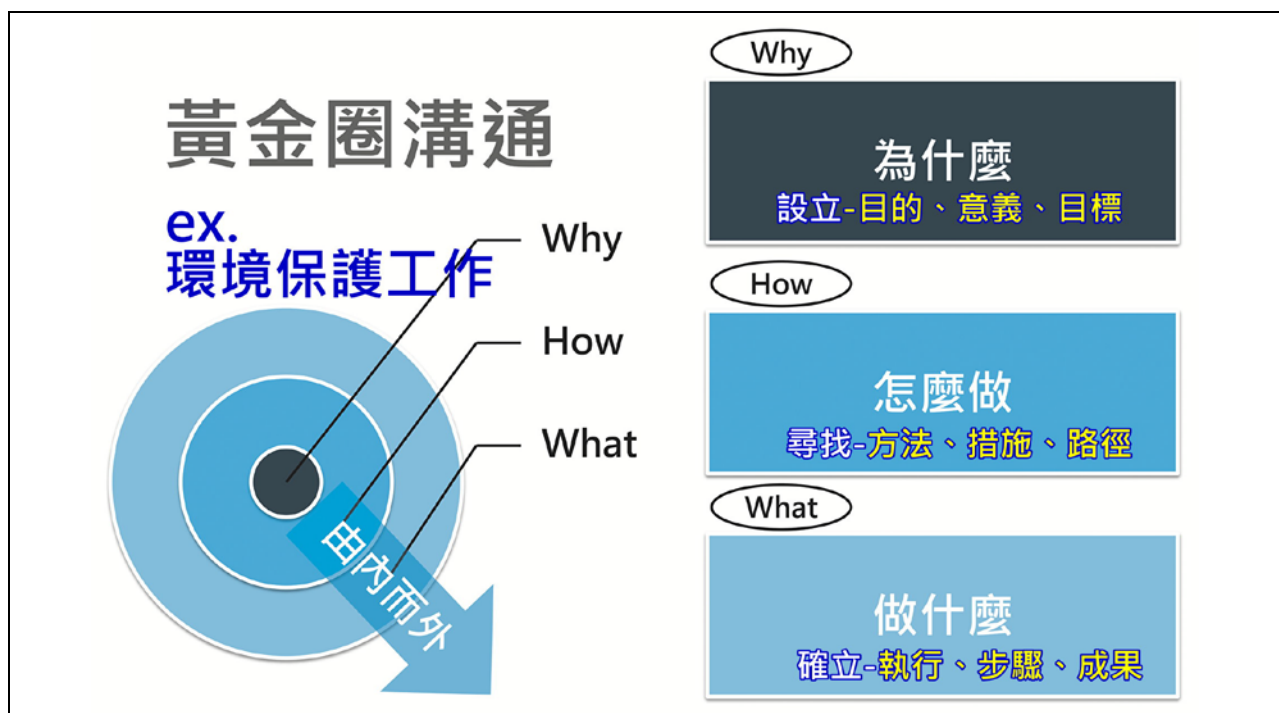 黃金圈溝通
ex.
環境保護工作
Why
How
What
由內而外
Why
為什麼
設立-目的、意義、目標
How
怎麼做
尋找-方法、措施、路徑
What
做什麼
確立-執行、步驟、成果